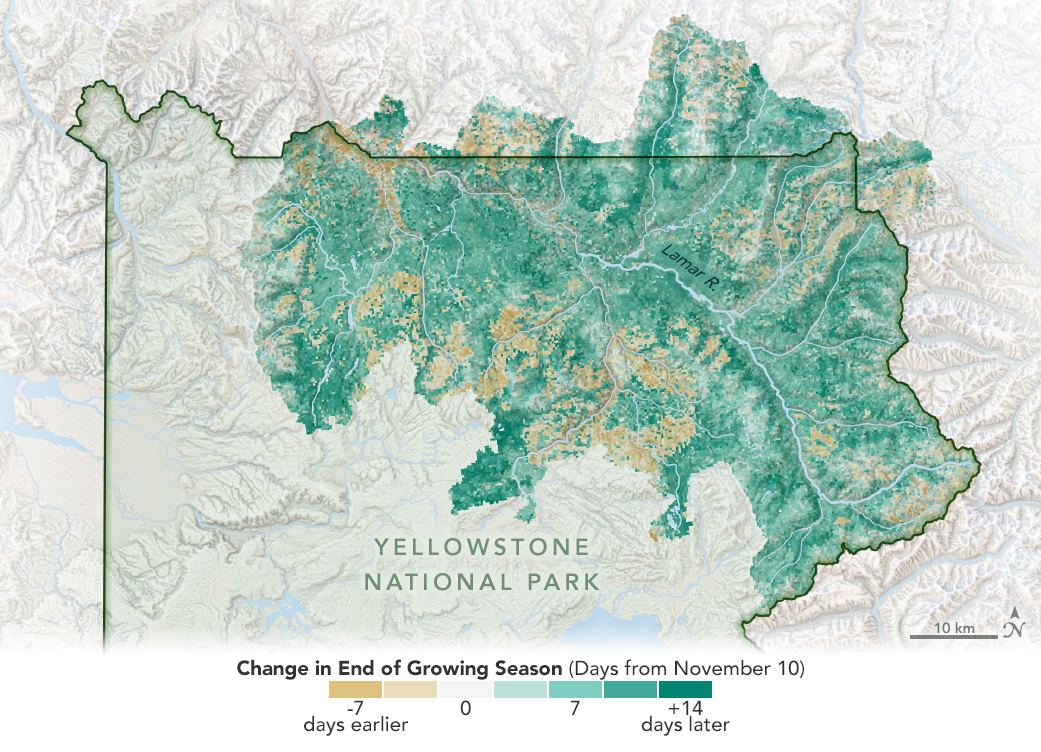 Lamar R.
YELLOWSTONE
NATIONAL PARK
10 km
N
Change in End of Growing Season (Days from November 10)
-7 0 7 +14
days earlier days later